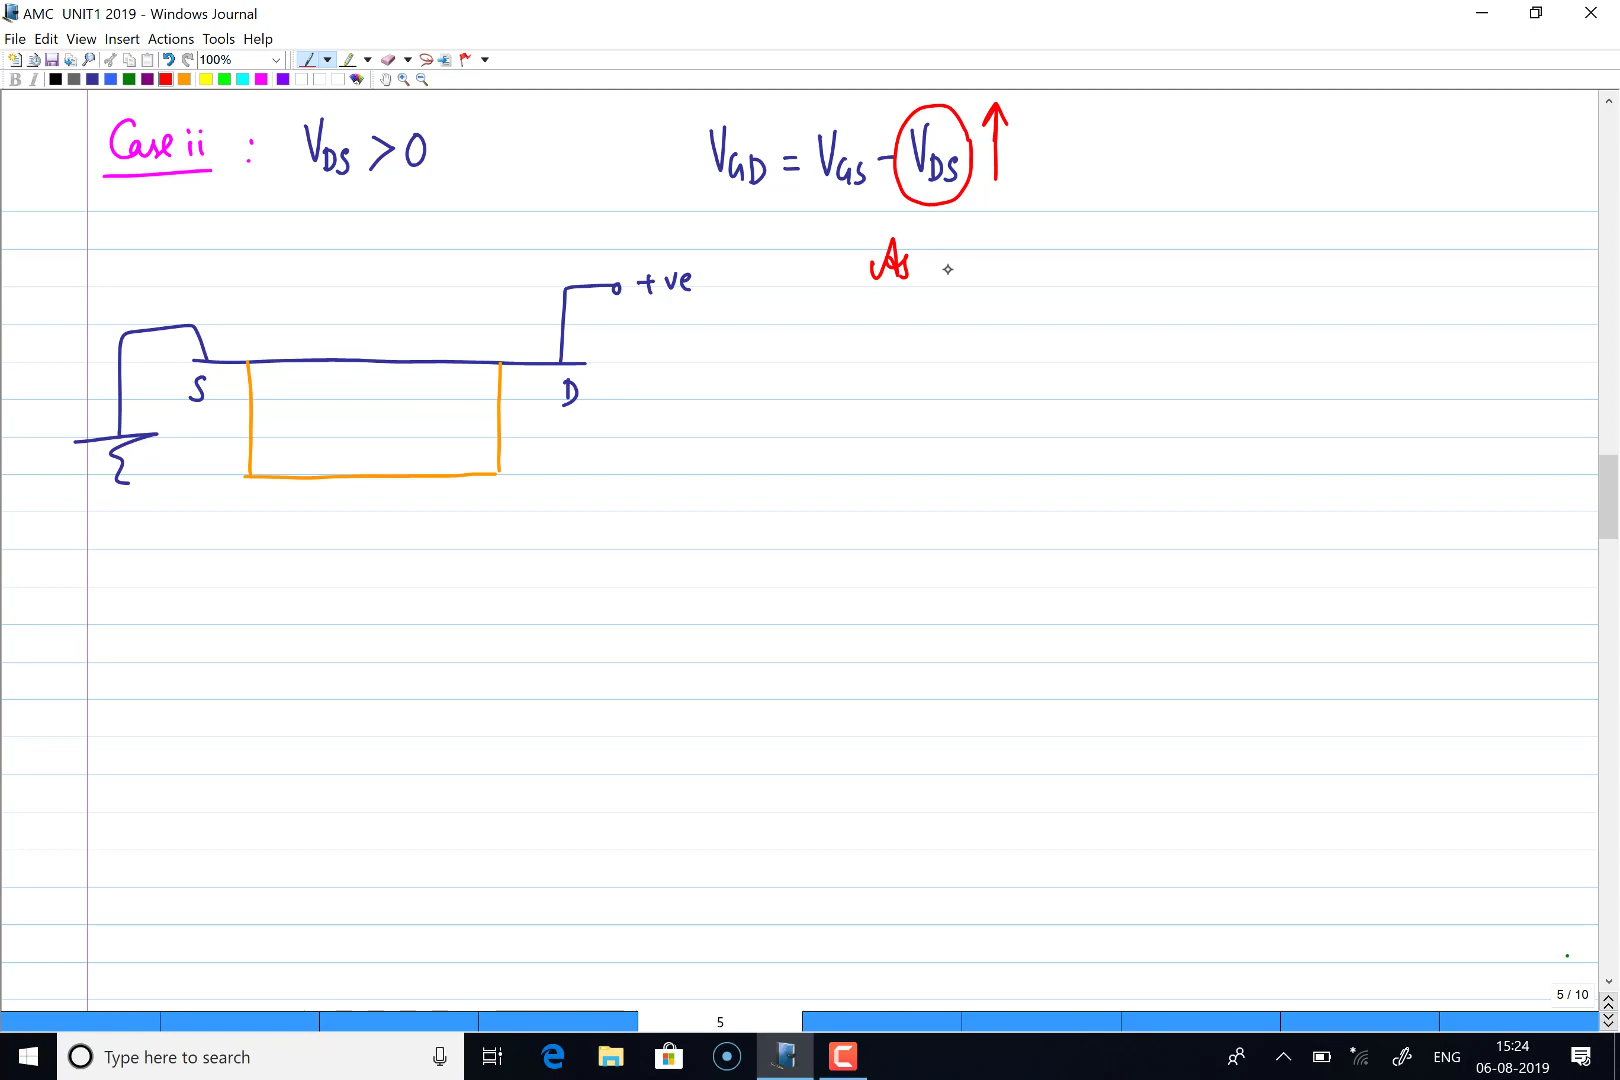 AMC UNIT1 2019 - Windows Journal
File Edit View Insert Actions Tools Help
100%
B I
Case ii : VDS > 0
VGD = VGS - VDS ↑
As
+ve
S
D
5 / 10
5
Type here to search
ENG
15:24
06-08-2019